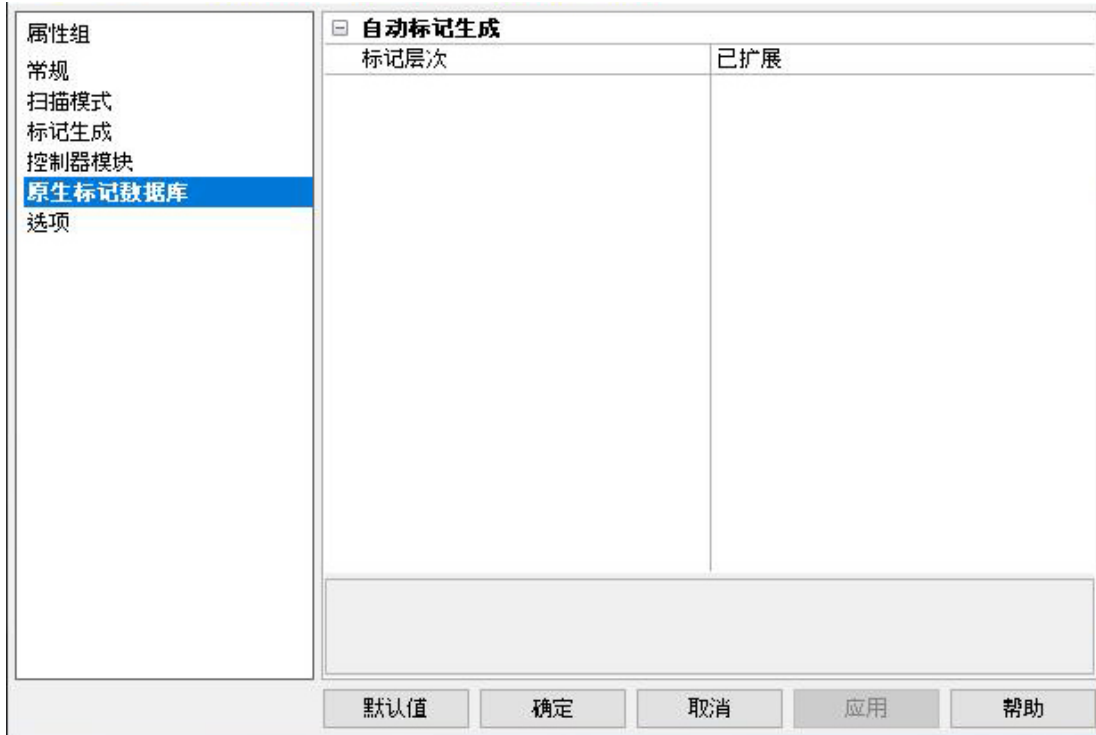 属性组
常规
扫描模式
标记生成
控制器模块
原生标记数据库
选项
自动标记生成
标记层次 已扩展
默认值 确定 取消 应用 帮助